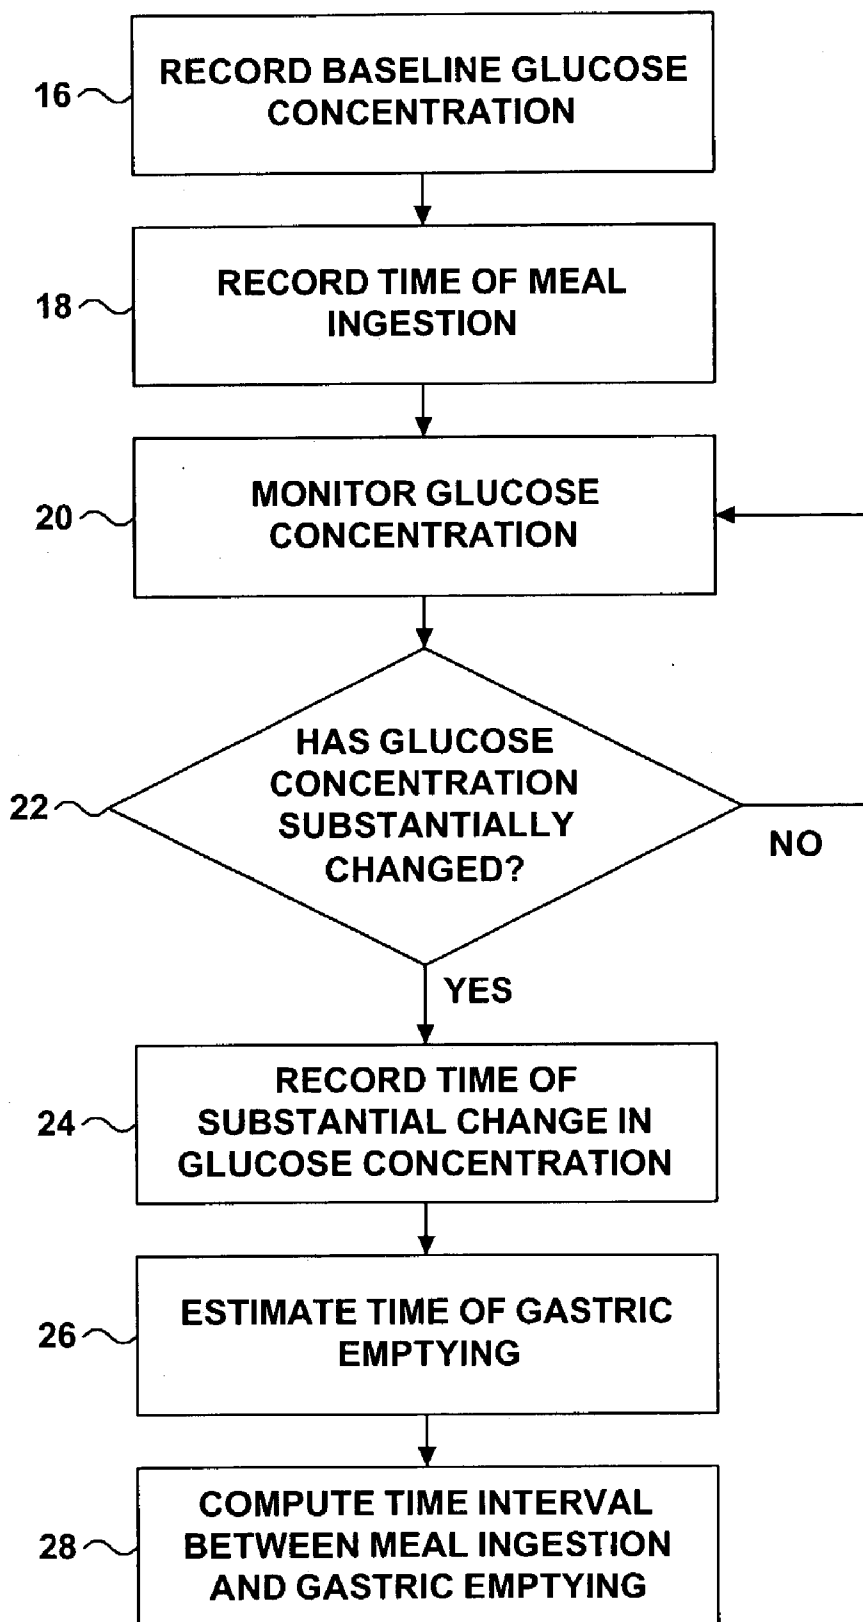 16
RECORD BASELINE GLUCOSE
CONCENTRATION
18
RECORD TIME OF MEAL
INGESTION
20
MONITOR GLUCOSE
CONCENTRATION
22
HAS GLUCOSE
CONCENTRATION
SUBSTANTIALLY
CHANGED?
NO
YES
24
RECORD TIME OF
SUBSTANTIAL CHANGE IN
GLUCOSE CONCENTRATION
26
ESTIMATE TIME OF GASTRIC
EMPTYING
28
COMPUTE TIME INTERVAL
BETWEEN MEAL INGESTION
AND GASTRIC EMPTYING